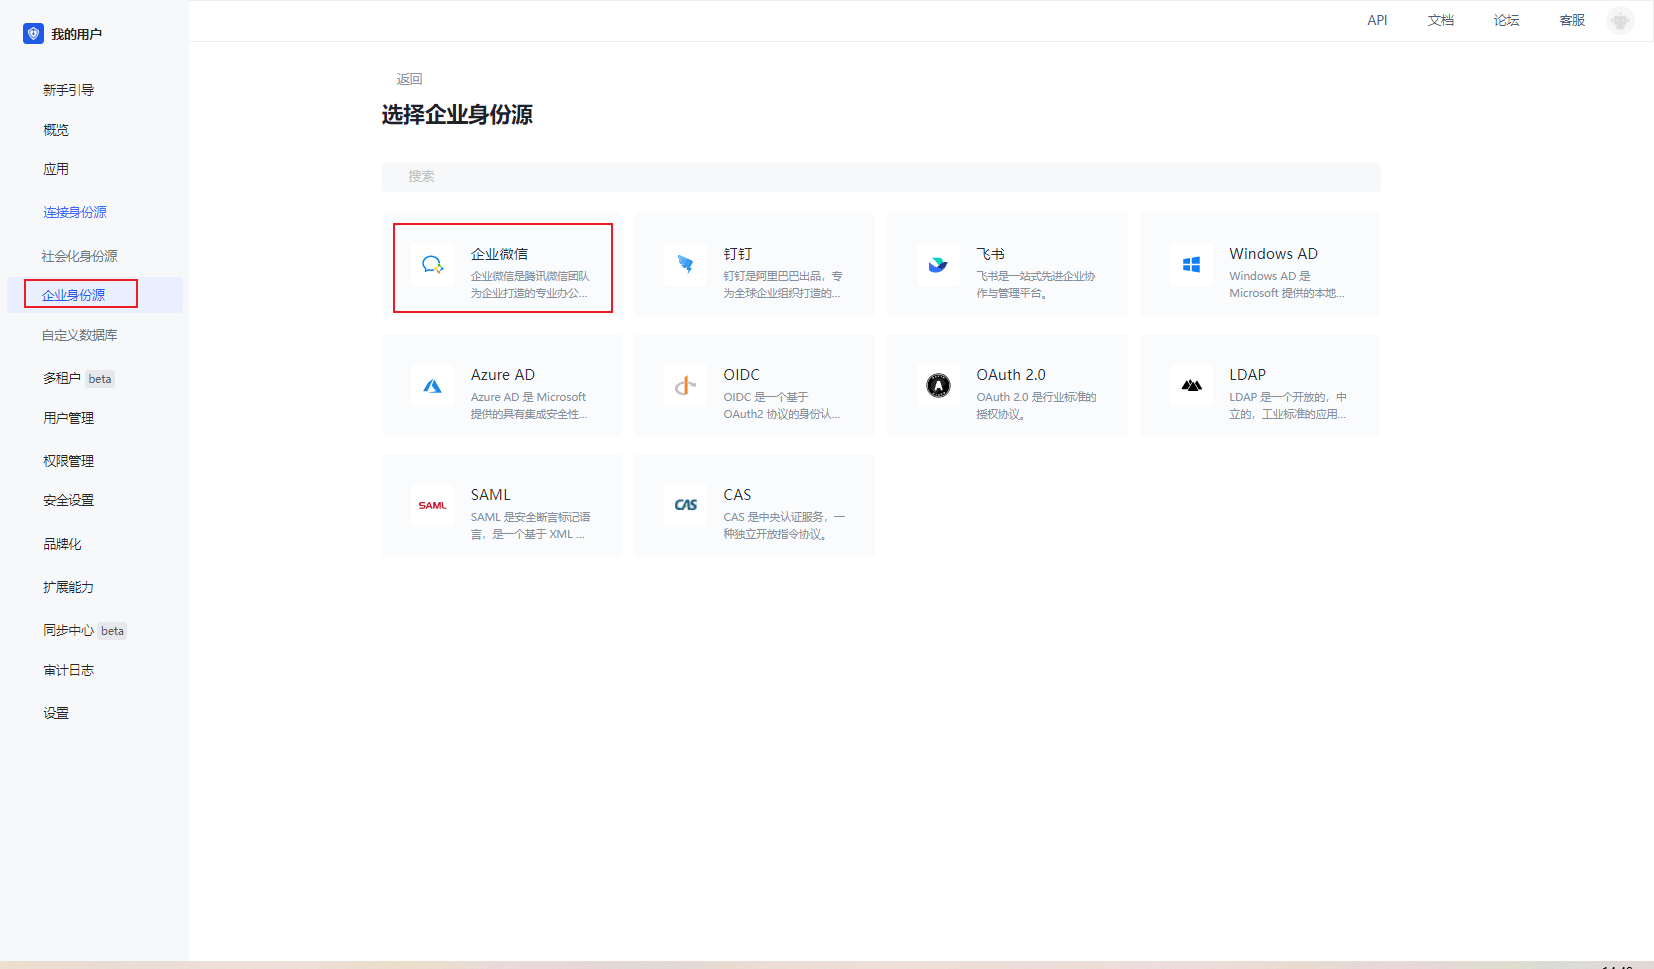 我的用户
API
文档
论坛
客服
新手引导
概览
应用
连接身份源
社会化身份源
企业身份源
自定义数据库
多租户 beta
用户管理
权限管理
安全设置
品牌化
扩展能力
同步中心 beta
审计日志
设置
返回
选择企业身份源
搜索
企业微信
企业微信是腾讯微信团队
为企业打造的专业办公...
钉钉
钉钉是阿里巴巴出品，专
为全球企业组织打造的...
飞书
飞书是一站式先进企业协
作与管理平台。
Windows AD
Windows AD 是
Microsoft 提供的本地...
Azure AD
Azure AD 是 Microsoft
提供的具有集成安全性...
OIDC
OIDC 是一个基于
OAuth2 协议的身份认...
OAuth 2.0
OAuth 2.0 是行业标准的
授权协议。
LDAP
LDAP 是一个开放的，中
立的，工业标准的应用...
SAML
SAML
SAML 是安全断言标记语
言，是一个基于 XML ...
CAS
CAS
CAS 是中央认证服务，一
种独立开放指令协议。